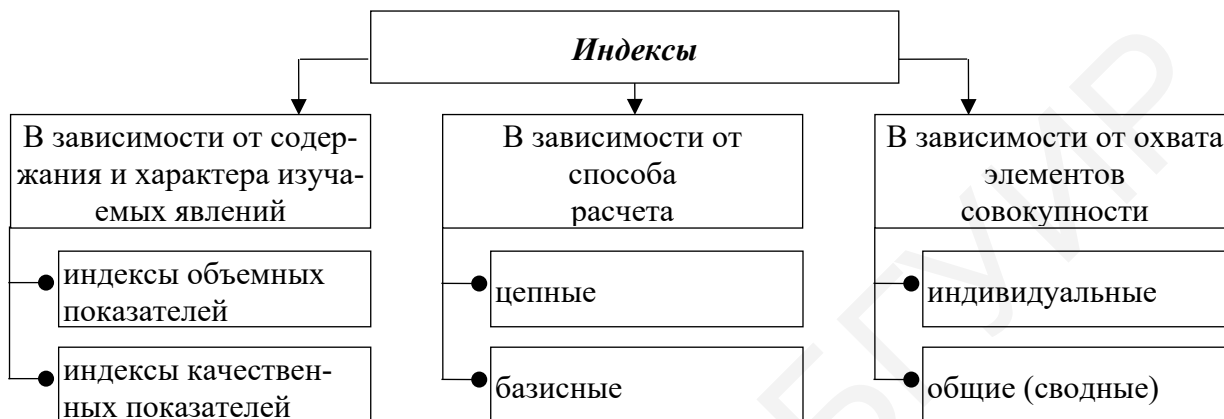 Индексы
В зависимости от содер-
жания и характера изуча-
емых явлений
индексы объемных
показателей
индексы качествен-
ных показателей
В зависимости от
способа
расчета
цепные
базисные
В зависимости от охвата
элементов
совокупности
индивидуальные
общие (сводные)
БГУИР